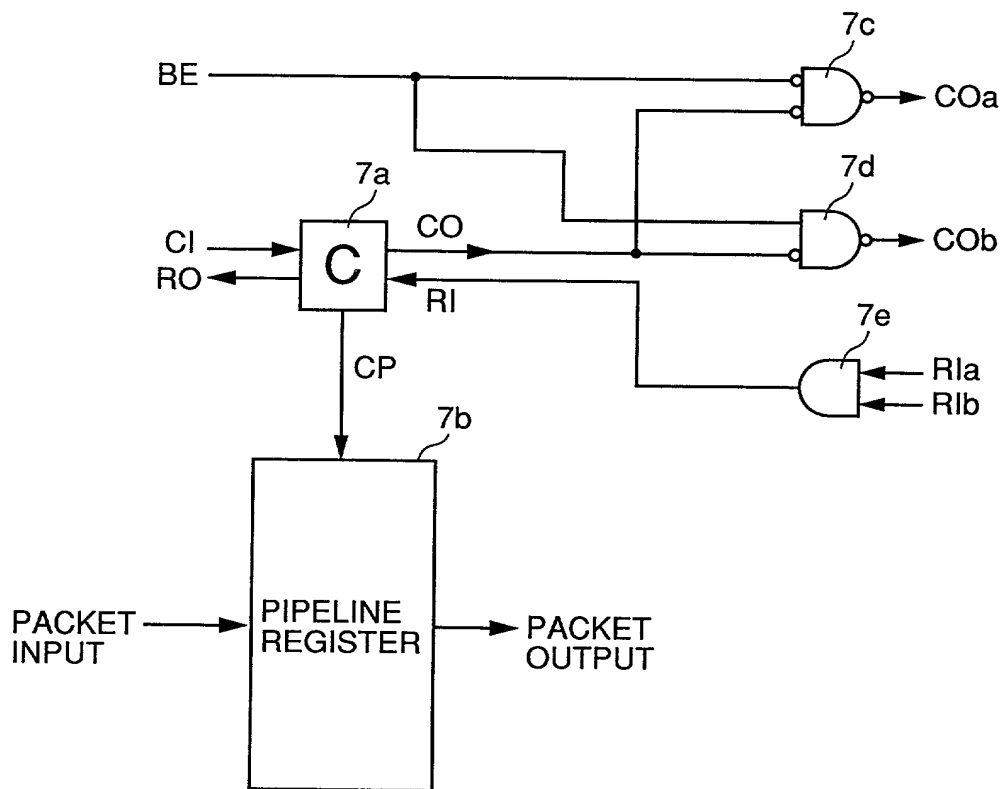 7c
BE
COa
7a
7d
CI
CO
COb
C
RO
RI
7e
CP
RIa
RIb
7b
PACKET
INPUT
PIPELINE
REGISTER
PACKET
OUTPUT